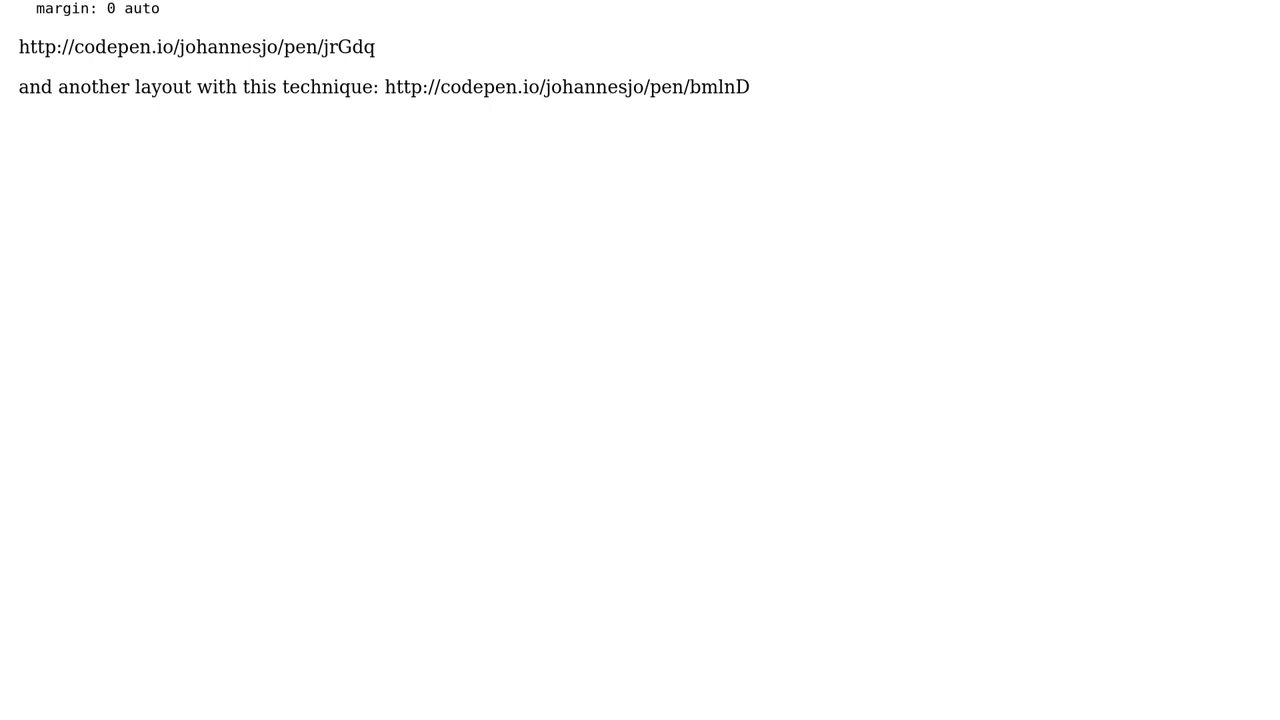 margin: 0 auto
http://codepen.io/johannesjo/pen/jrGdq
and another layout with this technique: http://codepen.io/johannesjo/pen/bmlnD